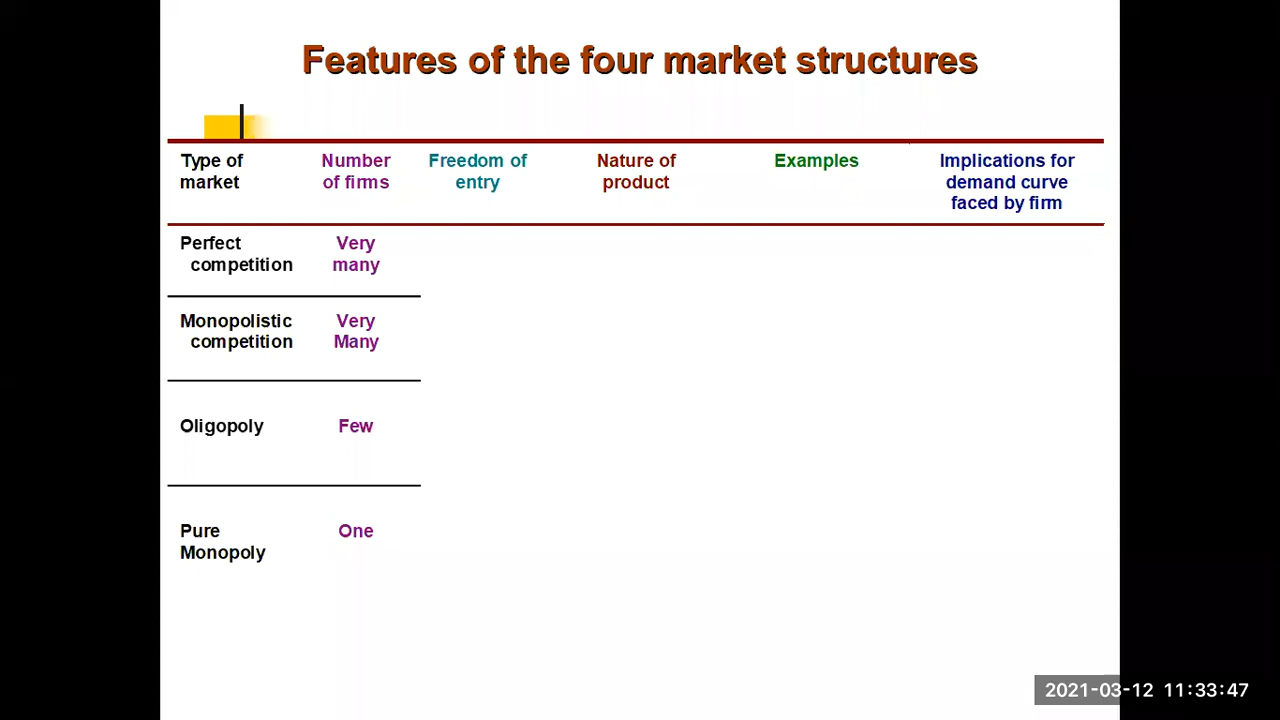 Features of the four market structures
Type of market Number of firms Freedom of entry Nature of product Examples Implications for demand curve faced by firm
Perfect competition Very many
Monopolistic competition Very Many
Oligopoly Few
Pure Monopoly One
2021-03-12 11:33:47